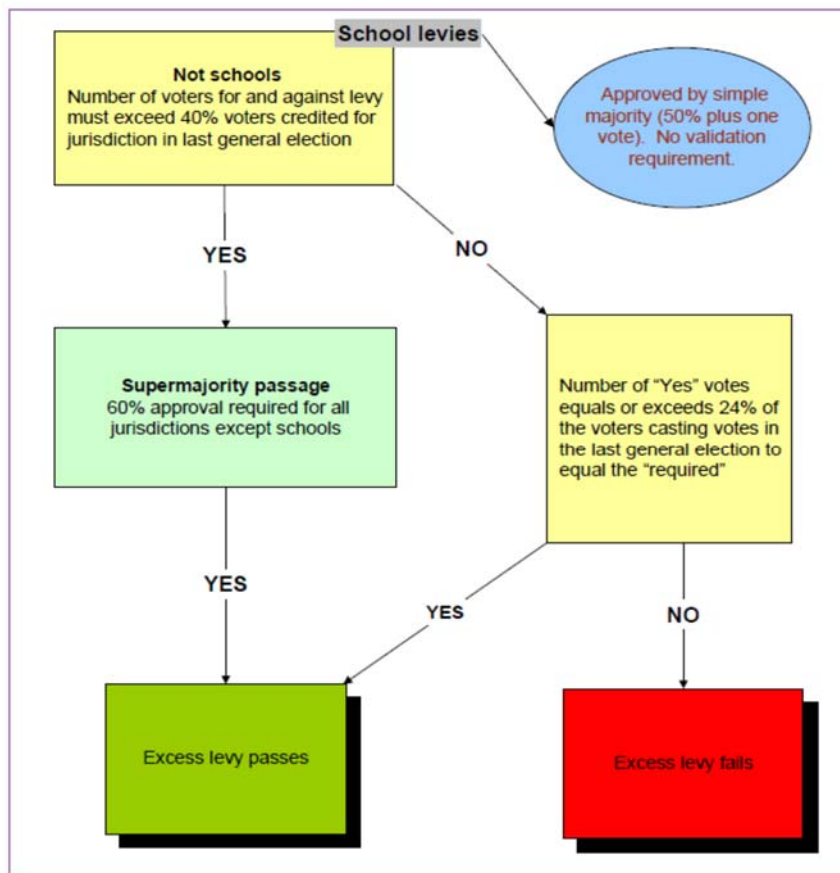 School levies
Not schools
Number of voters for and against levy
must exceed 40% voters credited for
jurisdiction in last general election
Approved by simple
majority (50% plus one
vote). No validation
requirement.
YES
NO
Supermajority passage
60% approval required for all
jurisdictions except schools
Number of “Yes” votes
equals or exceeds 24% of
the voters casting votes in
the last general election to
equal the “required”
YES
YES
NO
Excess levy passes
Excess levy fails